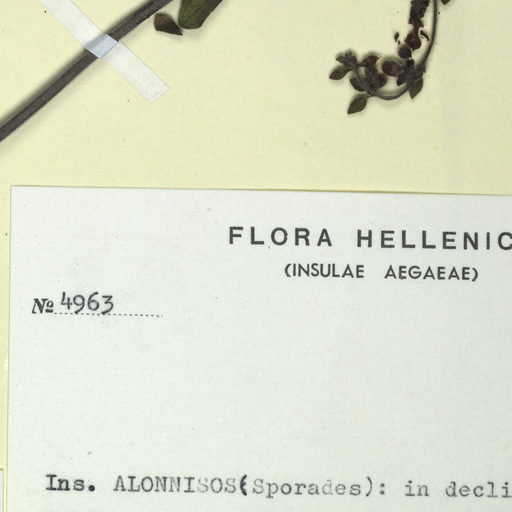 FLORA HELLENIC
(INSULAE AEGAEAE)
№ 4963
Ins. ALONNISOS(Sporades): in decli